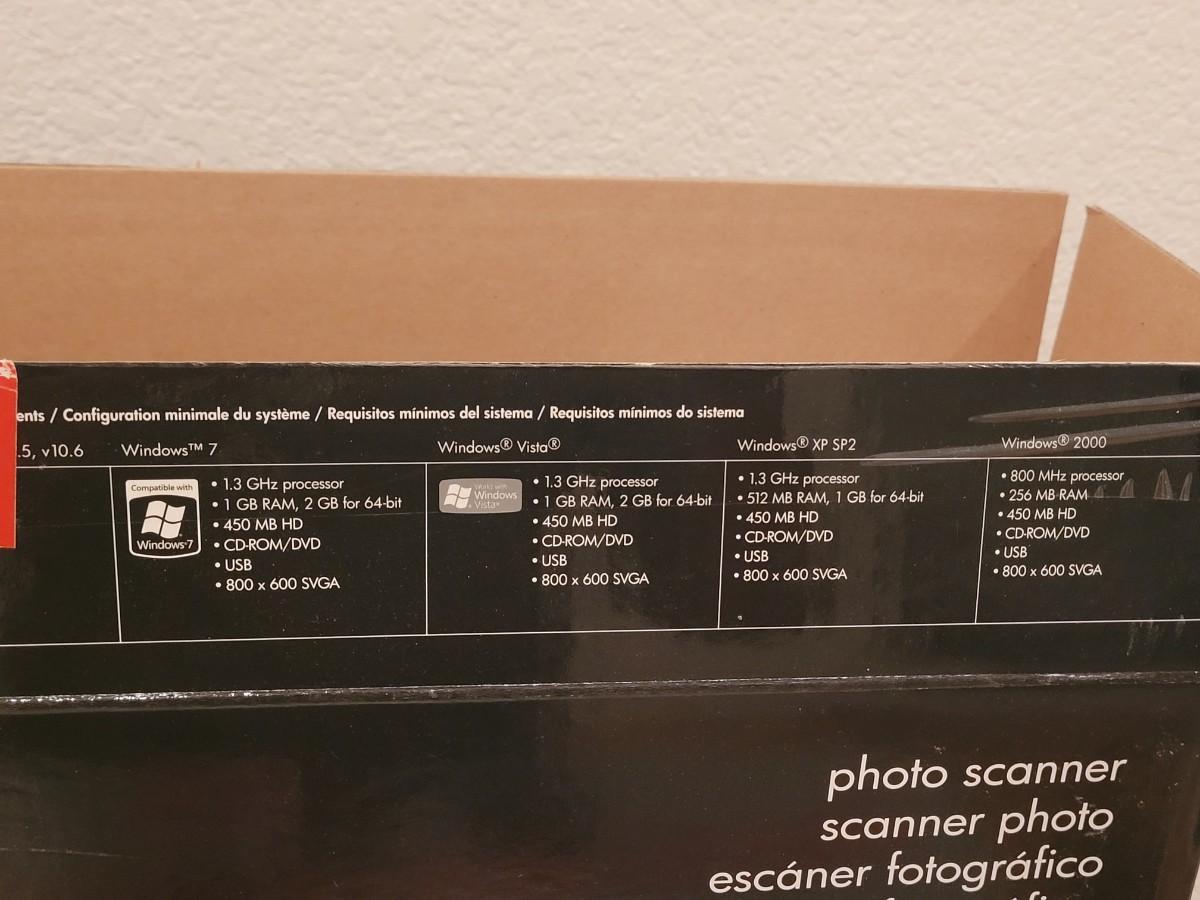 ents / Configuration minimale du système / Requisitos mínimos del sistema / Requisitos mínimos do sistema
.5, v10.6
Windows™ 7
Compatible with
Windows®7
• 1.3 GHz processor
• 1 GB RAM, 2 GB for 64-bit
• 450 MB HD
• CD-ROM/DVD
• USB
• 800 x 600 SVGA
Windows® Vista®
Works with
Windows
Vista™
• 1.3 GHz processor
• 1 GB RAM, 2 GB for 64-bit
• 450 MB HD
• CD-ROM/DVD
• USB
• 800 x 600 SVGA
Windows® XP SP2
• 1.3 GHz processor
• 512 MB RAM, 1 GB for 64-bit
• 450 MB HD
• CD-ROM/DVD
• USB
• 800 x 600 SVGA
Windows® 2000
• 800 MHz processor
• 256 MB RAM
• 450 MB HD
• CD-ROM/DVD
• USB
• 800 x 600 SVGA
photo scanner
scanner photo
escáner fotográfico